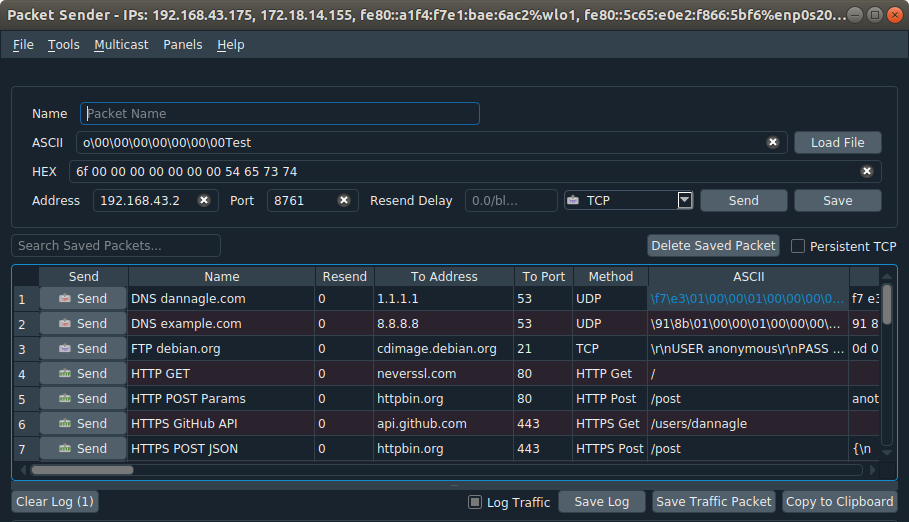 Packet Sender - IPs: 192.168.43.175, 172.18.14.155, fe80::a1f4:f7e1:bae:6ac2%wlo1, fe80::5c65:e0e2:f866:5bf6%enp0s20...
File Tools Multicast Panels Help
Name Packet Name
ASCII o\00\00\00\00\00\00\00Test Load File
HEX 6f 00 00 00 00 00 00 00 54 65 73 74
Address 192.168.43.2 Port 8761 Resend Delay 0.0/bl... TCP Send Save
Search Saved Packets... Delete Saved Packet Persistent TCP
Send Name Resend To Address To Port Method ASCII
1 Send DNS dannagle.com 0 1.1.1.1 53 UDP \f7\e3\01\00\00\01\00\00\00\0... f7 e3
2 Send DNS example.com 0 8.8.8.8 53 UDP \91\8b\01\00\00\01\00\00\00\... 91 8
3 Send FTP debian.org 0 cdimage.debian.org 21 TCP \r\nUSER anonymous\r\nPASS ... 0d 0
4 Send HTTP GET 0 neverssl.com 80 HTTP Get /
5 Send HTTP POST Params 0 httpbin.org 80 HTTP Post /post anot
6 Send HTTPS GitHub API 0 api.github.com 443 HTTPS Get /users/dannagle
7 Send HTTPS POST JSON 0 httpbin.org 443 HTTPS Post /post {\n
Clear Log (1) Log Traffic Save Log Save Traffic Packet Copy to Clipboard